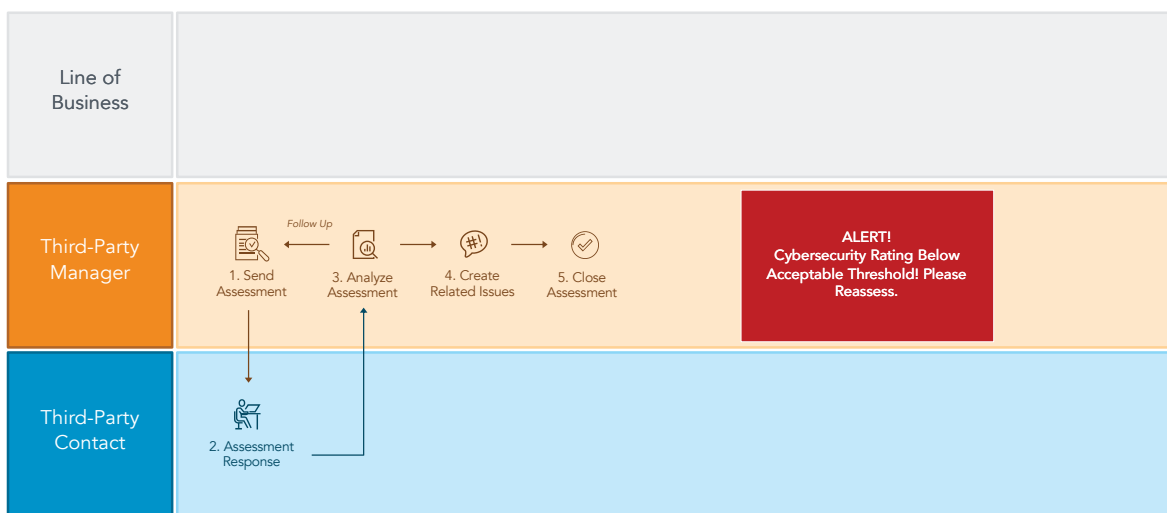 Line of
Business
Third-Party
Manager
Follow Up
1. Send
Assessment
3. Analyze
Assessment
4. Create
Related Issues
5. Close
Assessment
ALERT!
Cybersecurity Rating Below
Acceptable Threshold! Please
Reassess.
Third-Party
Contact
2. Assessment
Response